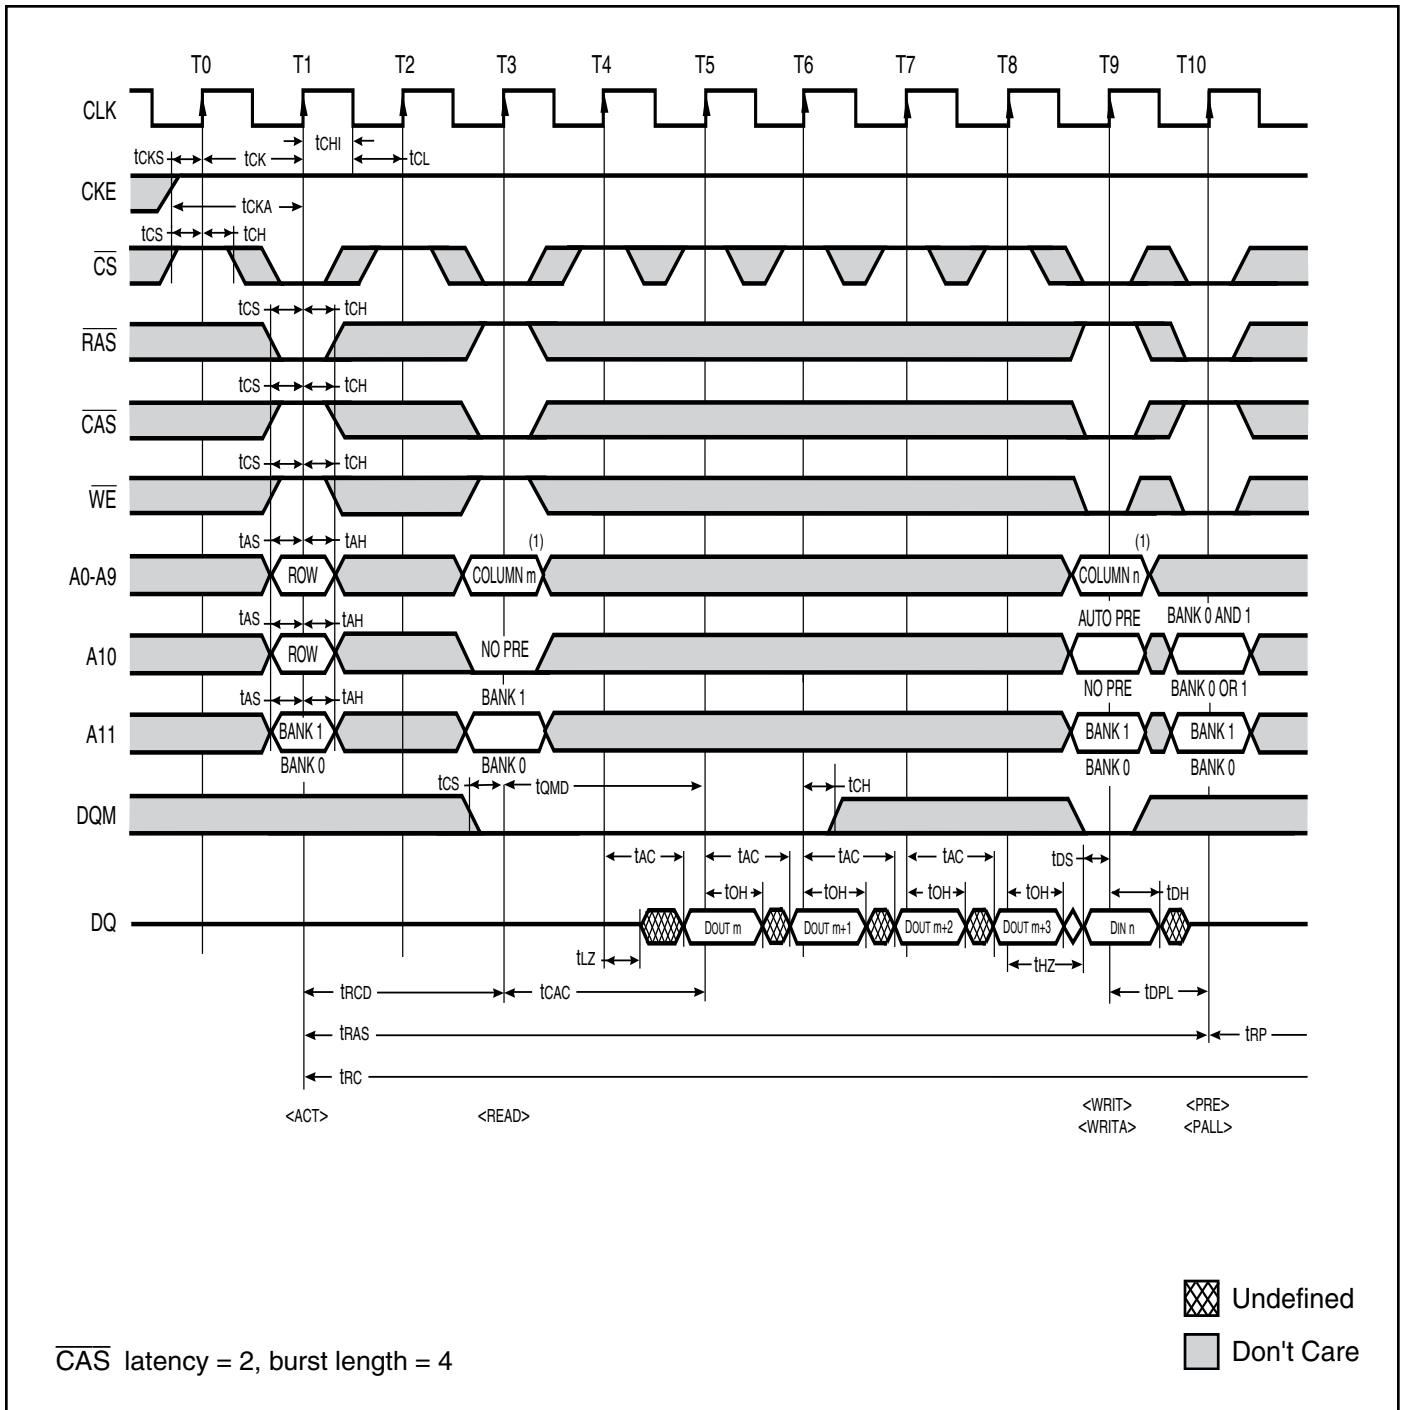 T0 T1 T2 T3 T4 T5 T6 T7 T8 T9 T10
CLK
tCHI
tCKS tCK tCL
CKE
tCKA
tCS tCH
CS
tCS tCH
RAS
tCS tCH
CAS
tCS tCH
WE
tAS tAH (1) (1)
A0-A9 ROW COLUMN m COLUMN n
AUTO PRE BANK 0 AND 1
tAS tAH
A10 ROW NO PRE
NO PRE BANK 0 OR 1
tAS tAH BANK 1
A11 BANK 1 BANK 1 BANK 1
BANK 0 BANK 0 BANK 0 BANK 0
tCS tQMD tCH
DQM
tAC tAC tAC tAC tDS
tOH tOH tOH tOH tDH
DQ DOUT m DOUT m+1 DOUT m+2 DOUT m+3 DIN n
tLZ tHZ
tRCD tCAC tDPL
tRAS tRP
tRC
<ACT> <READ> <WRIT> <PRE>
<WRITA> <PALL>
Undefined
Don't Care
CAS latency = 2, burst length = 4